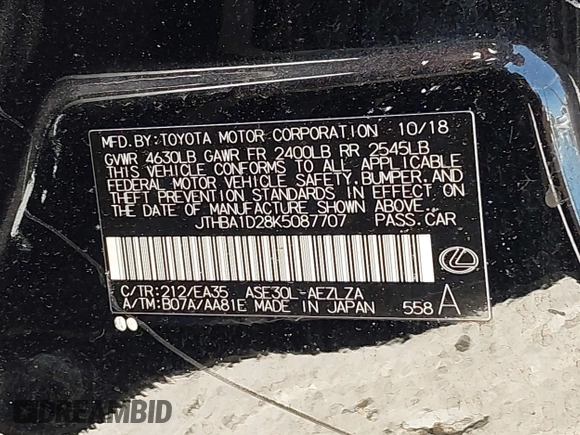 MFD. BY: TOYOTA MOTOR CORPORATION 10/18
GVWR 4630LB GAWR FR 2400LB RR 2545LB
THIS VEHICLE CONFORMS TO ALL APPLICABLE
FEDERAL MOTOR VEHICLE SAFETY, BUMPER, AND
THEFT PREVENTION STANDARDS IN EFFECT ON
THE DATE OF MANUFACTURE SHOWN ABOVE.
JTHBA1D28K5087707 PASS. CAR
C/TR: 212/EA35 ASE30L-AEZLZA
A/TM: B07A/AA81E MADE IN JAPAN 558 A
DREAMBID